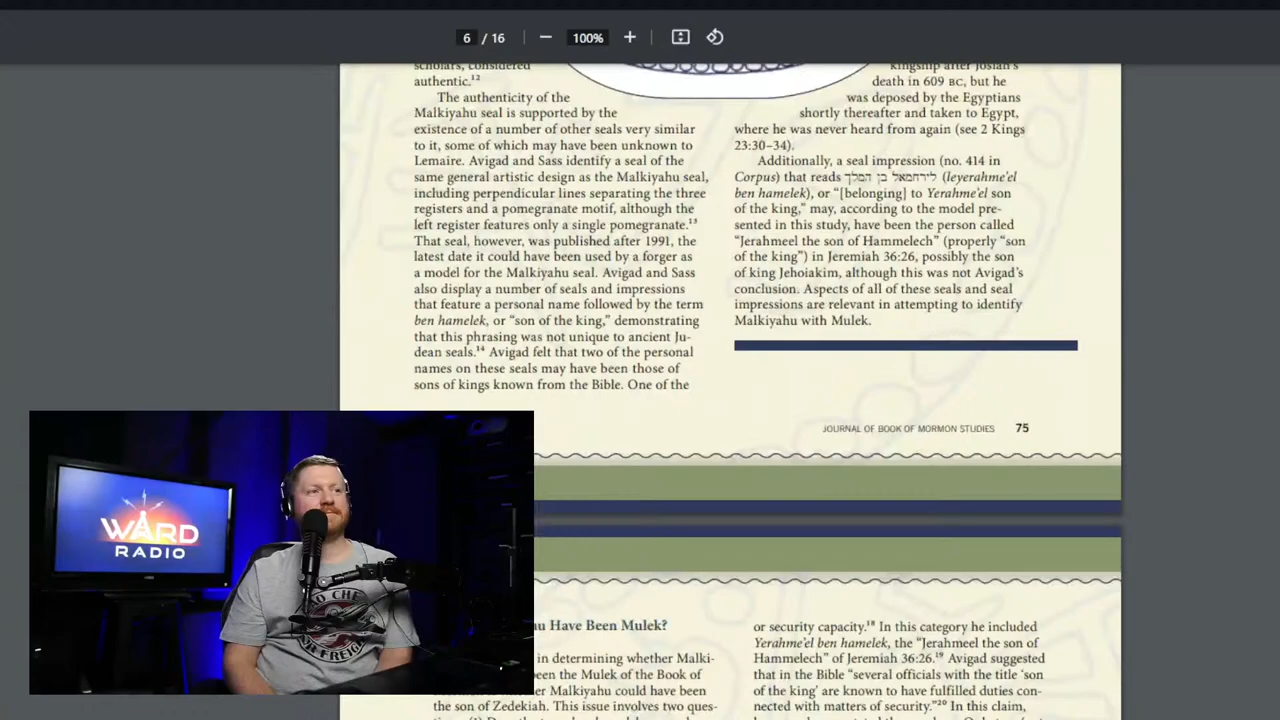 6 / 16
100%
scholars, considered
authentic.¹²
The authenticity of the
Malkiyahu seal is supported by the
existence of a number of other seals very similar
to it, some of which may have been unknown to
Lemaire. Avigad and Sass identify a seal of the
same general artistic design as the Malkiyahu seal,
including perpendicular lines separating the three
registers and a pomegranate motif, although the
left register features only a single pomegranate.¹³
That seal, however, was published after 1991, the
latest date it could have been used by a forger as
a model for the Malkiyahu seal. Avigad and Sass
also display a number of seals and impressions
that feature a personal name followed by the term
ben hamelek, or “son of the king,” demonstrating
that this phrasing was not unique to ancient Ju-
dean seals.¹⁴ Avigad felt that two of the personal
names on these seals may have been those of
sons of kings known from the Bible. One of the
kingship after Josiah’s
death in 609 BC, but he
was deposed by the Egyptians
shortly thereafter and taken to Egypt,
where he was never heard from again (see 2 Kings
23:30–34).
Additionally, a seal impression (no. 414 in
Corpus) that reads לירחמאל בן המלך (leyerahme’el
ben hamelek), or “[belonging] to Yerahme’el son
of the king,” may, according to the model pre-
sented in this study, have been the person called
“Jerahmeel the son of Hammelech” (properly “son
of the king”) in Jeremiah 36:26, possibly the son
of king Jehoiakim, although this was not Avigad’s
conclusion. Aspects of all of these seals and seal
impressions are relevant in attempting to identify
Malkiyahu with Mulek.
JOURNAL OF BOOK OF MORMON STUDIES 75
WARD
RADIO
u Have Been Mulek?
in determining whether Malki-
been the Mulek of the Book of
er Malkiyahu could have been
the son of Zedekiah. This issue involves two ques-
or security capacity.¹⁸ In this category he included
Yerahme’el ben hamelek, the “Jerahmeel the son of
Hammelech” of Jeremiah 36:26.¹⁹ Avigad suggested
that in the Bible “several officials with the title ‘son
of the king’ are known to have fulfilled duties con-
nected with matters of security.”²⁰ In this claim,